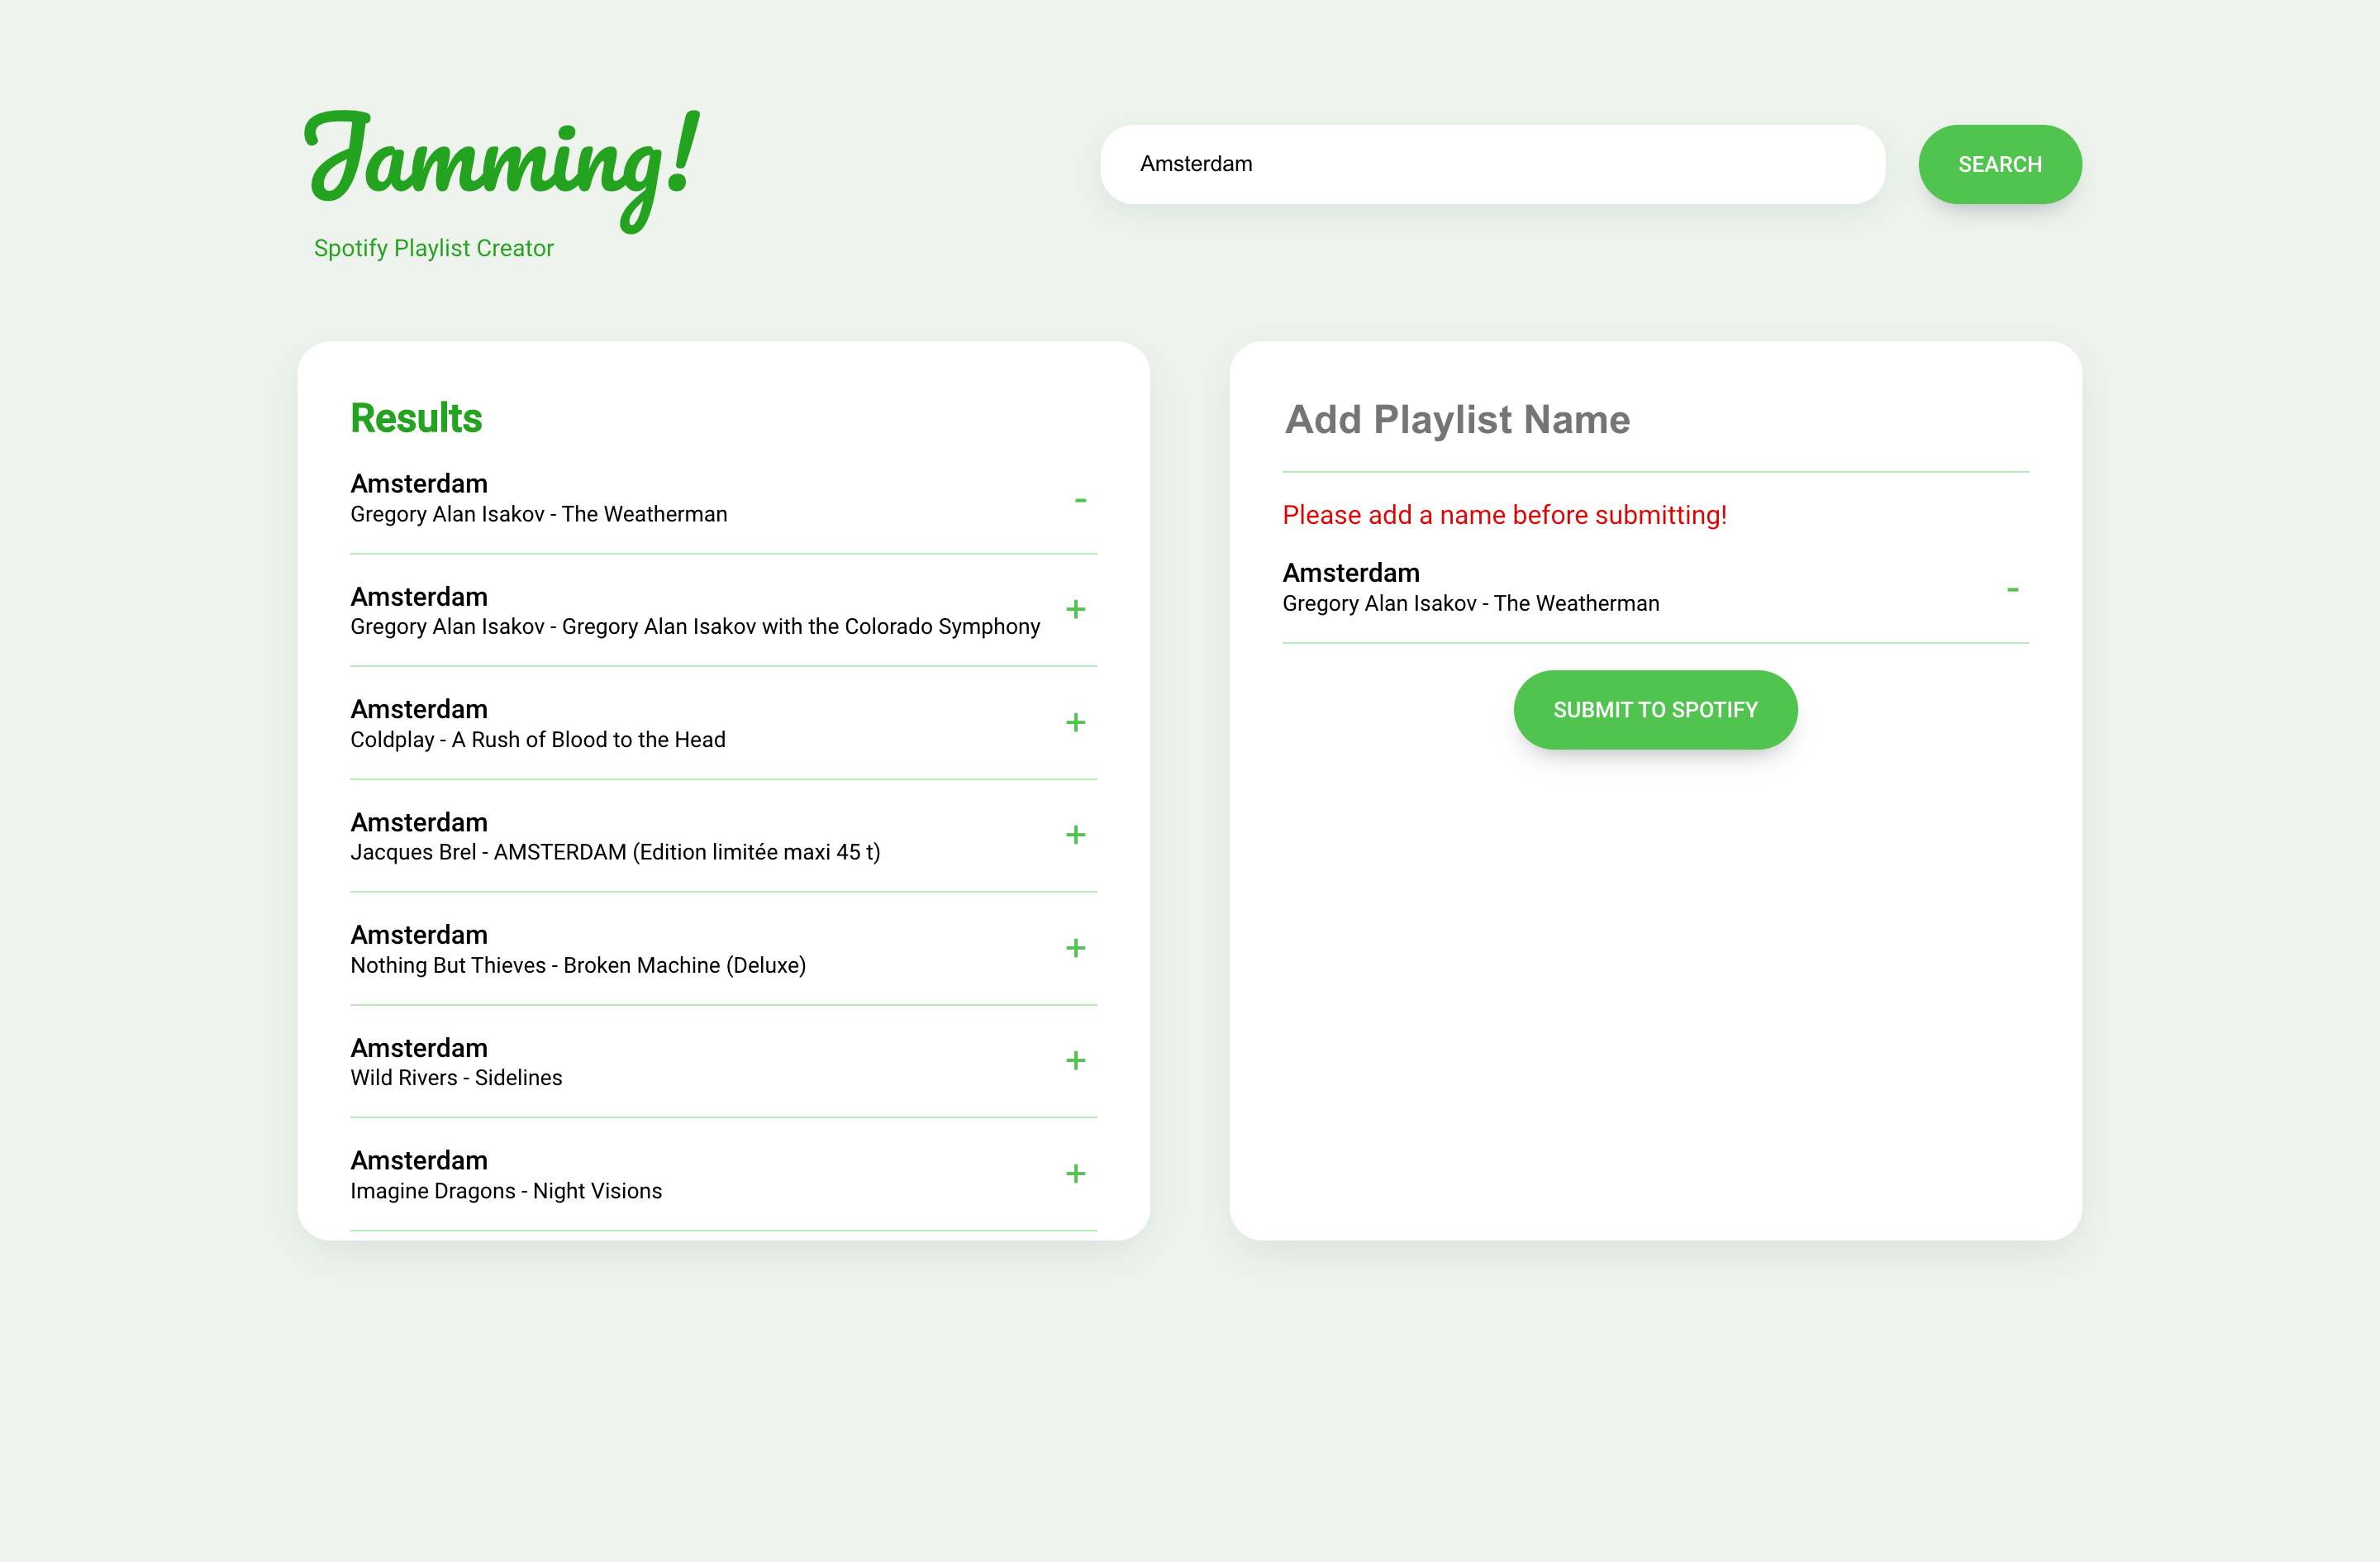 Jamming!
Spotify Playlist Creator
Amsterdam
SEARCH
Results
Amsterdam
Gregory Alan Isakov - The Weatherman
-
Amsterdam
Gregory Alan Isakov - Gregory Alan Isakov with the Colorado Symphony
+
Amsterdam
Coldplay - A Rush of Blood to the Head
+
Amsterdam
Jacques Brel - AMSTERDAM (Edition limitée maxi 45 t)
+
Amsterdam
Nothing But Thieves - Broken Machine (Deluxe)
+
Amsterdam
Wild Rivers - Sidelines
+
Amsterdam
Imagine Dragons - Night Visions
+
Add Playlist Name
Please add a name before submitting!
Amsterdam
Gregory Alan Isakov - The Weatherman
-
SUBMIT TO SPOTIFY